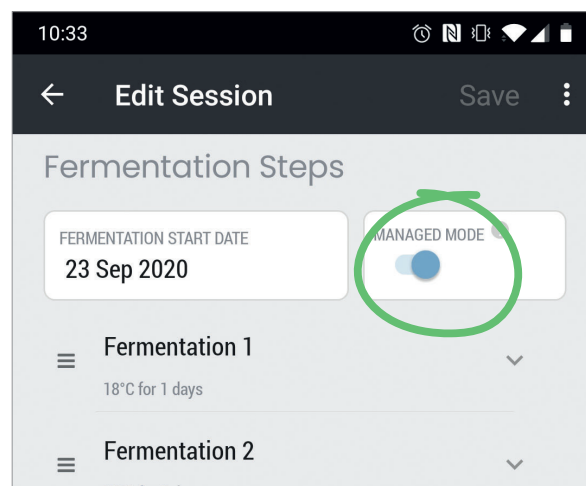 10:33
Edit Session
Save
Fermentation Steps
FERMENTATION START DATE
23 Sep 2020
MANAGED MODE
Fermentation 1
18°C for 1 days
Fermentation 2